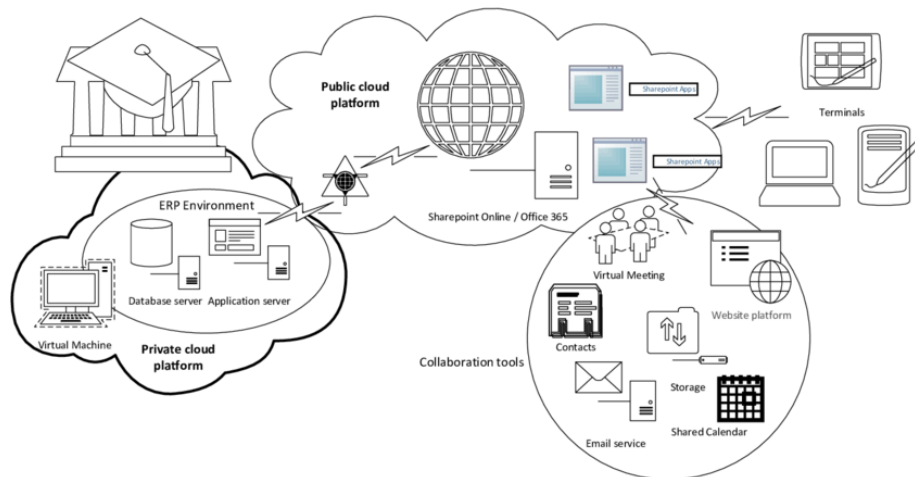 Public cloud
platform
Sharepoint Apps
Sharepoint Apps
Terminals
Sharepoint Online / Office 365
ERP Environment
Database server
Application server
Virtual Machine
Private cloud
platform
Virtual Meeting
Website platform
Contacts
Collaboration tools
Storage
Email service
Shared Calendar